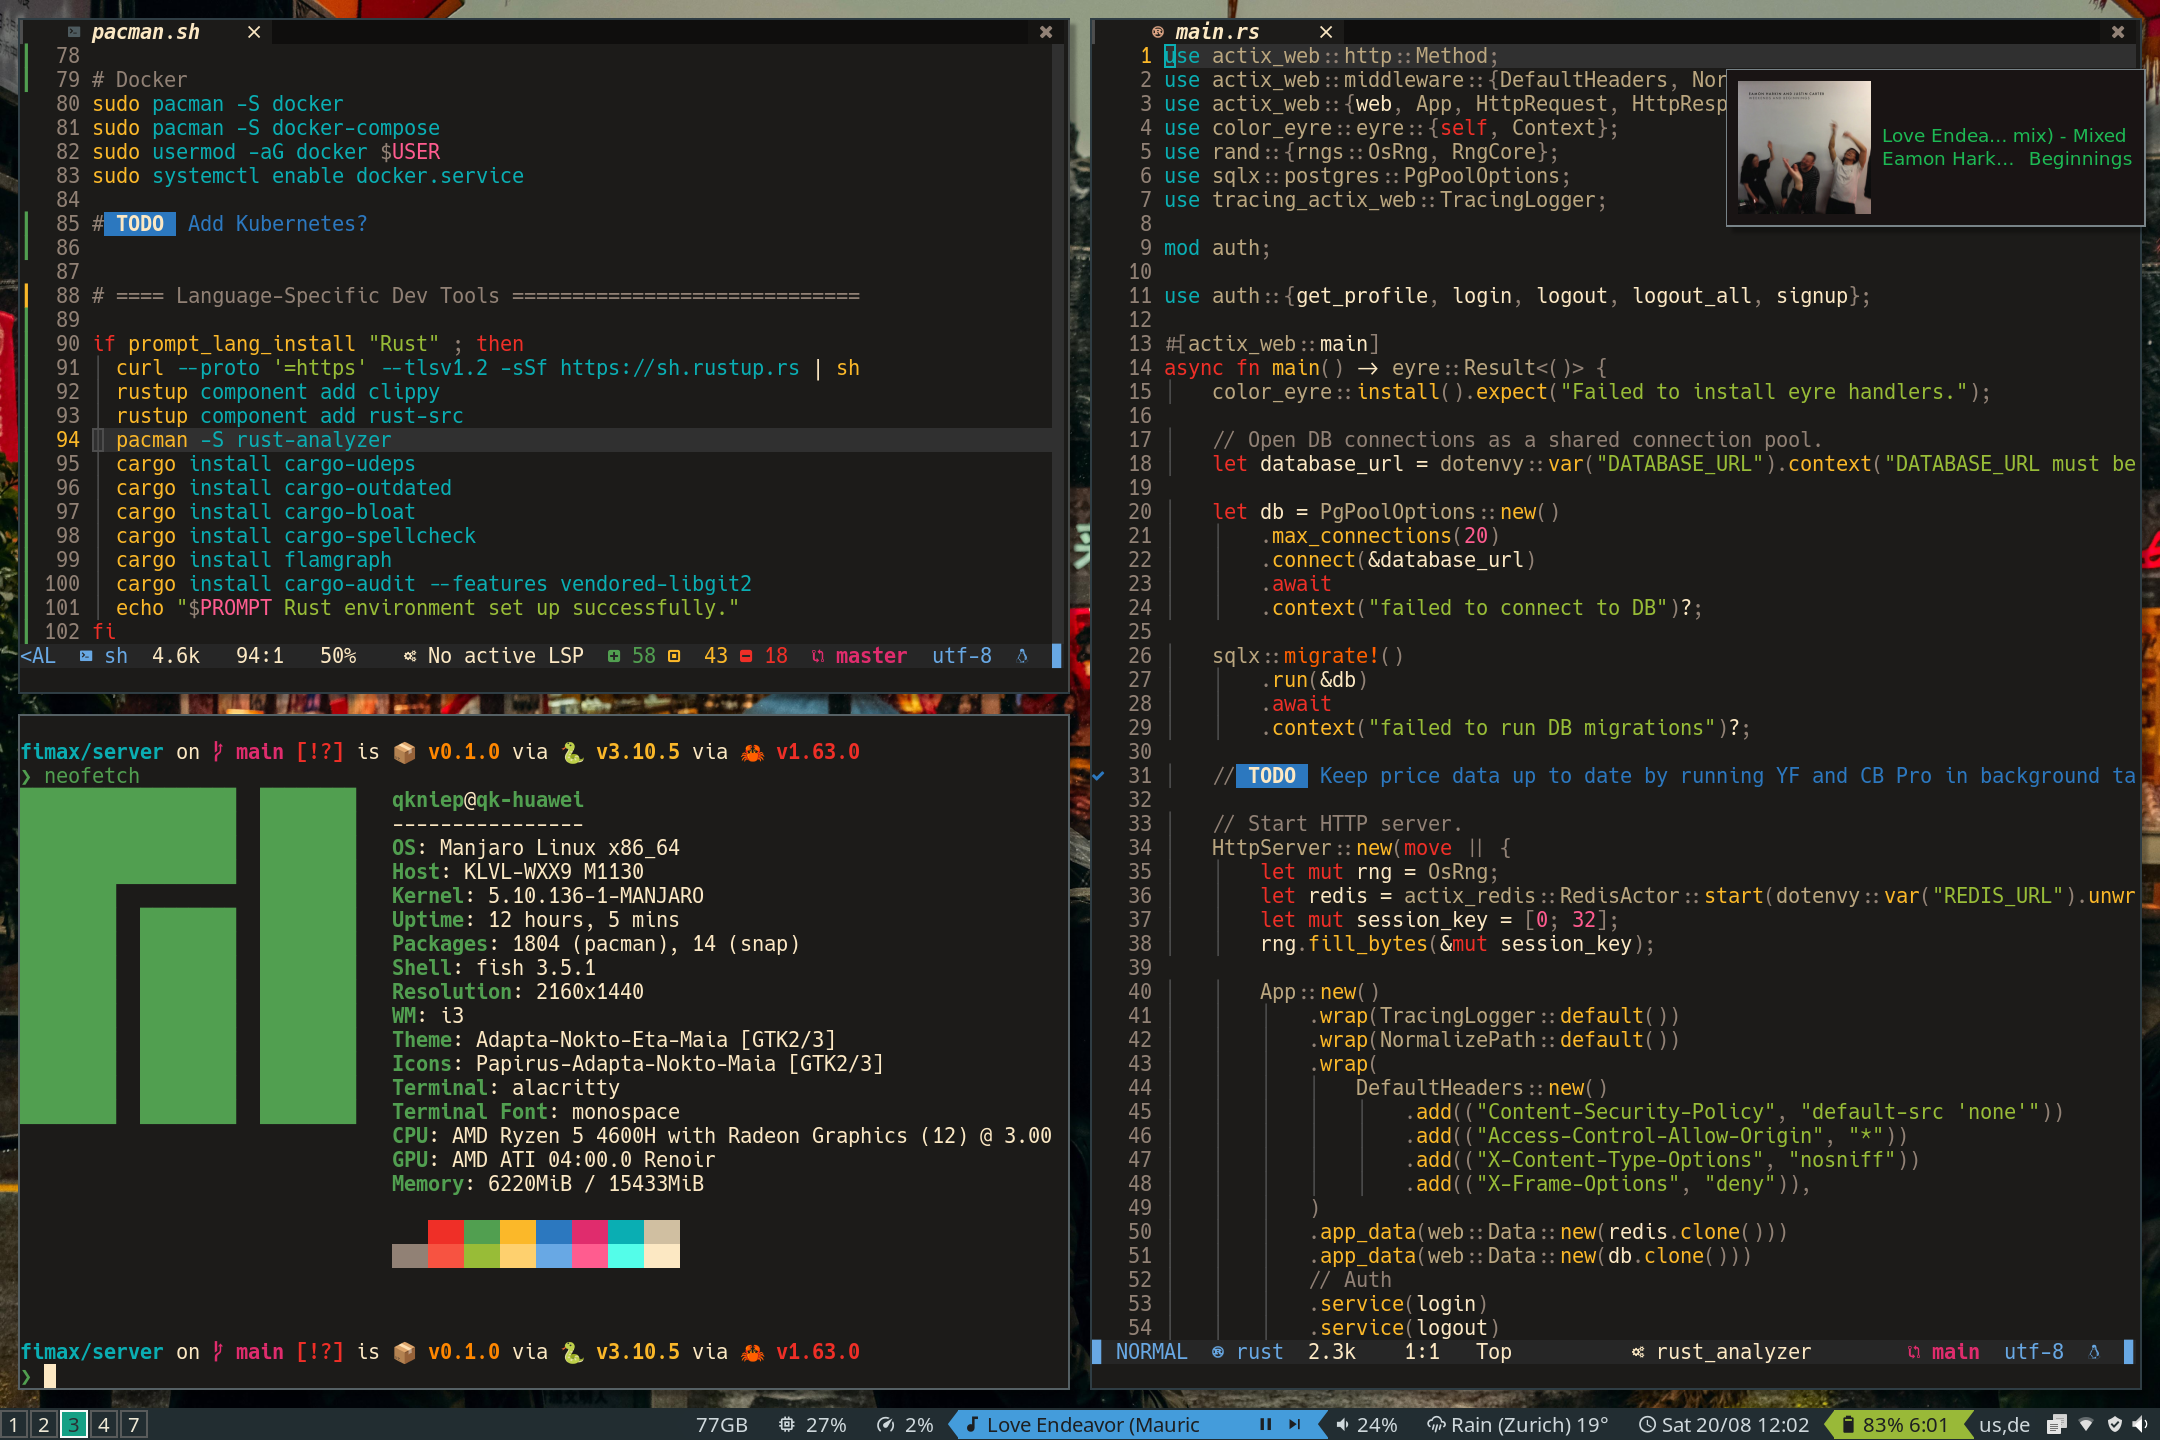 pacman.sh ×
78
79 # Docker
80 sudo pacman -S docker
81 sudo pacman -S docker-compose
82 sudo usermod -aG docker $USER
83 sudo systemctl enable docker.service
84
85 # TODO Add Kubernetes?
86
87
88 # ==== Language-Specific Dev Tools =============================
89
90 if prompt_lang_install "Rust" ; then
91 curl --proto '=https' --tlsv1.2 -sSf https://sh.rustup.rs | sh
92 rustup component add clippy
93 rustup component add rust-src
94 pacman -S rust-analyzer
95 cargo install cargo-udeps
96 cargo install cargo-outdated
97 cargo install cargo-bloat
98 cargo install cargo-spellcheck
99 cargo install flamgraph
100 cargo install cargo-audit --features vendored-libgit2
101 echo "$PROMPT Rust environment set up successfully."
102 fi
<AL sh 4.6k 94:1 50% No active LSP 58 43 18 master utf-8
fimax/server on main [!?] is 📦 v0.1.0 via 🐍 v3.10.5 via 🦀 v1.63.0
❯ neofetch
qkniep@qk-huawei
----------------
OS: Manjaro Linux x86_64
Host: KLVL-WXX9 M1130
Kernel: 5.10.136-1-MANJARO
Uptime: 12 hours, 5 mins
Packages: 1804 (pacman), 14 (snap)
Shell: fish 3.5.1
Resolution: 2160x1440
WM: i3
Theme: Adapta-Nokto-Eta-Maia [GTK2/3]
Icons: Papirus-Adapta-Nokto-Maia [GTK2/3]
Terminal: alacritty
Terminal Font: monospace
CPU: AMD Ryzen 5 4600H with Radeon Graphics (12) @ 3.00
GPU: AMD ATI 04:00.0 Renoir
Memory: 6220MiB / 15433MiB
fimax/server on main [!?] is 📦 v0.1.0 via 🐍 v3.10.5 via 🦀 v1.63.0
❯
main.rs ×
1 use actix_web::http::Method;
2 use actix_web::middleware::{DefaultHeaders, Nor
3 use actix_web::{web, App, HttpRequest, HttpResp
4 use color_eyre::eyre::{self, Context};
5 use rand::{rngs::OsRng, RngCore};
6 use sqlx::postgres::PgPoolOptions;
7 use tracing_actix_web::TracingLogger;
8
9 mod auth;
10
11 use auth::{get_profile, login, logout, logout_all, signup};
12
13 #[actix_web::main]
14 async fn main() -> eyre::Result<()> {
15 color_eyre::install().expect("Failed to install eyre handlers.");
16
17 // Open DB connections as a shared connection pool.
18 let database_url = dotenvy::var("DATABASE_URL").context("DATABASE_URL must be
19
20 let db = PgPoolOptions::new()
21 .max_connections(20)
22 .connect(&database_url)
23 .await
24 .context("failed to connect to DB")?;
25
26 sqlx::migrate!()
27 .run(&db)
28 .await
29 .context("failed to run DB migrations")?;
30
31 // TODO Keep price data up to date by running YF and CB Pro in background ta
32
33 // Start HTTP server.
34 HttpServer::new(move || {
35 let mut rng = OsRng;
36 let redis = actix_redis::RedisActor::start(dotenvy::var("REDIS_URL").unwr
37 let mut session_key = [0; 32];
38 rng.fill_bytes(&mut session_key);
39
40 App::new()
41 .wrap(TracingLogger::default())
42 .wrap(NormalizePath::default())
43 .wrap(
44 DefaultHeaders::new()
45 .add(("Content-Security-Policy", "default-src 'none'"))
46 .add(("Access-Control-Allow-Origin", "*"))
47 .add(("X-Content-Type-Options", "nosniff"))
48 .add(("X-Frame-Options", "deny")),
49 )
50 .app_data(web::Data::new(redis.clone()))
51 .app_data(web::Data::new(db.clone()))
52 // Auth
53 .service(login)
54 .service(logout)
NORMAL rust 2.3k 1:1 Top rust_analyzer main utf-8
Love Endea... mix) - Mixed
Eamon Hark... Beginnings
1 2 3 4 7
77GB 27% 2% Love Endeavor (Mauric 24% Rain (Zurich) 19° Sat 20/08 12:02 83% 6:01 us,de